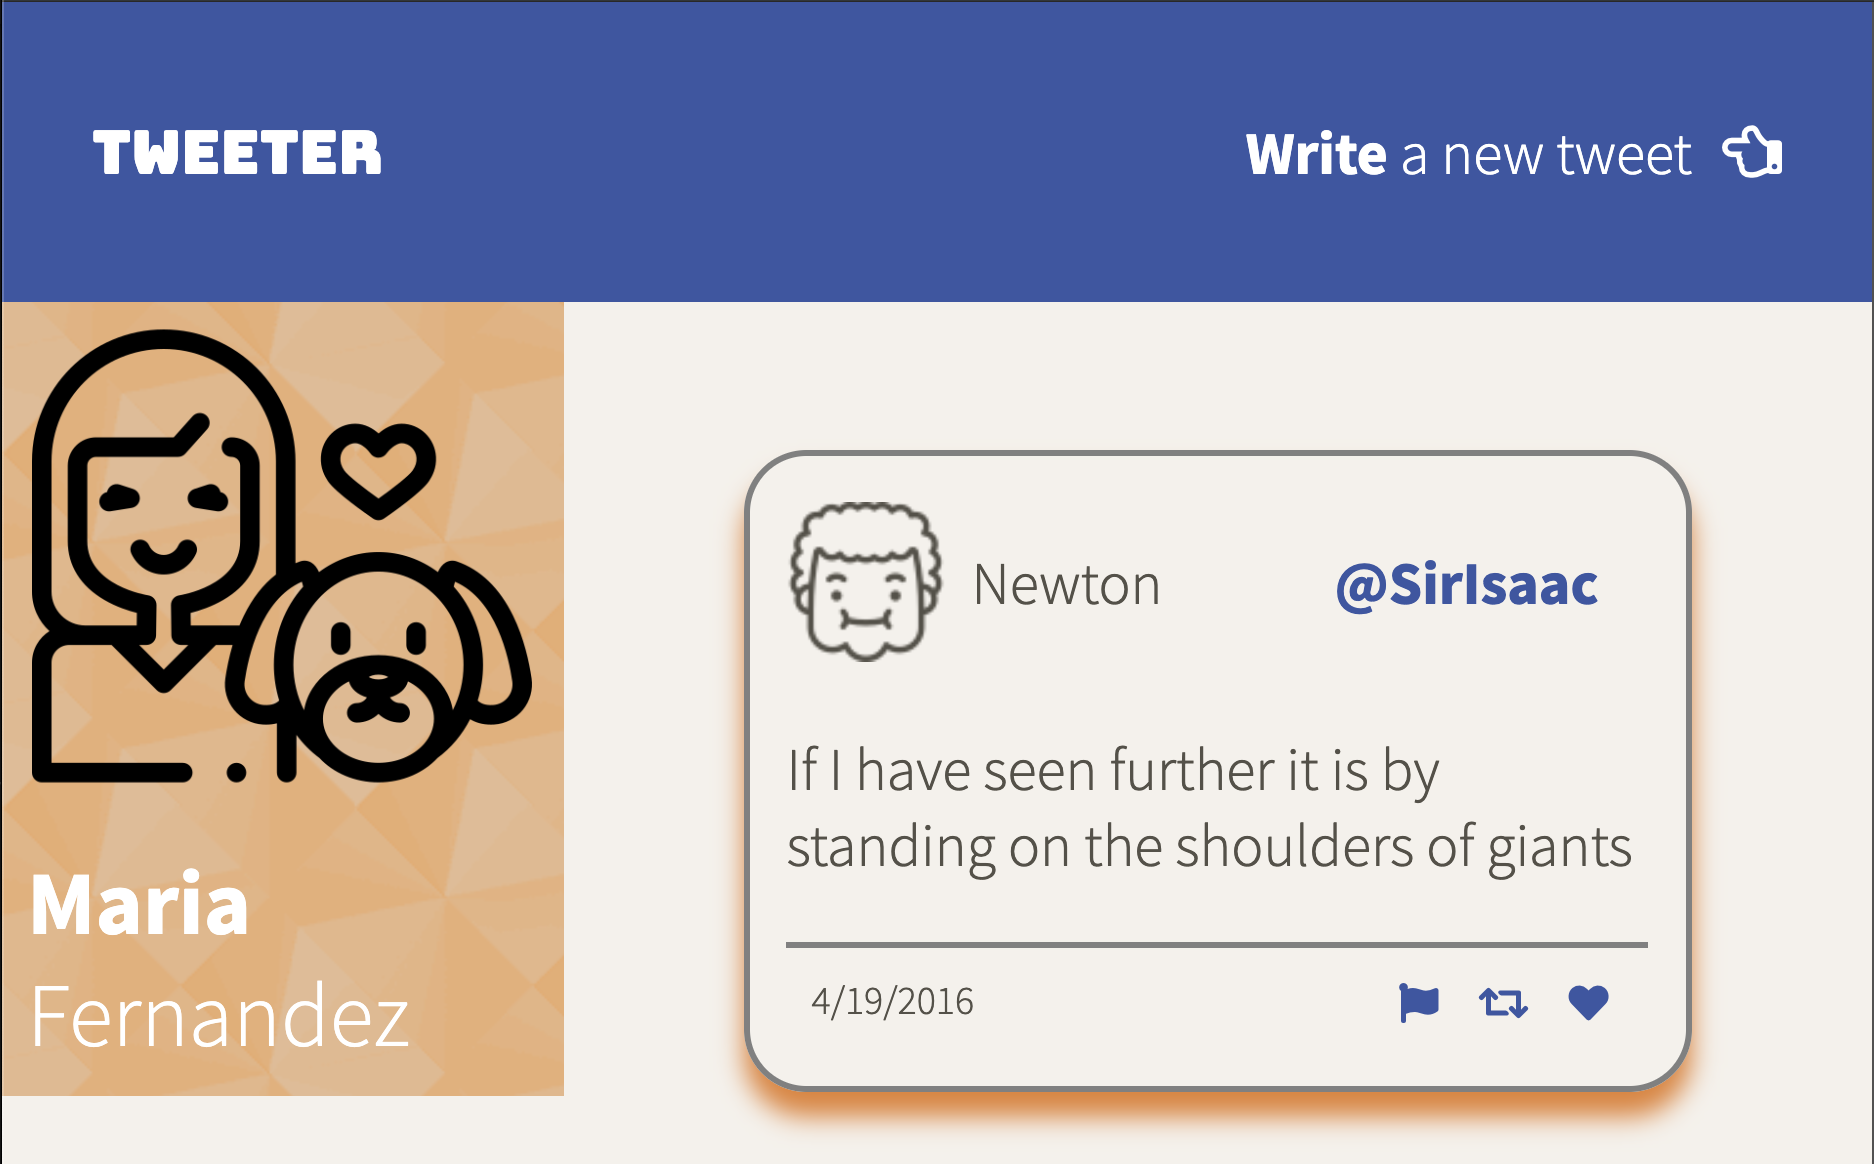 TWEETER
Write a new tweet
Maria
Fernandez
Newton
@SirIsaac
If I have seen further it is by
standing on the shoulders of giants
4/19/2016